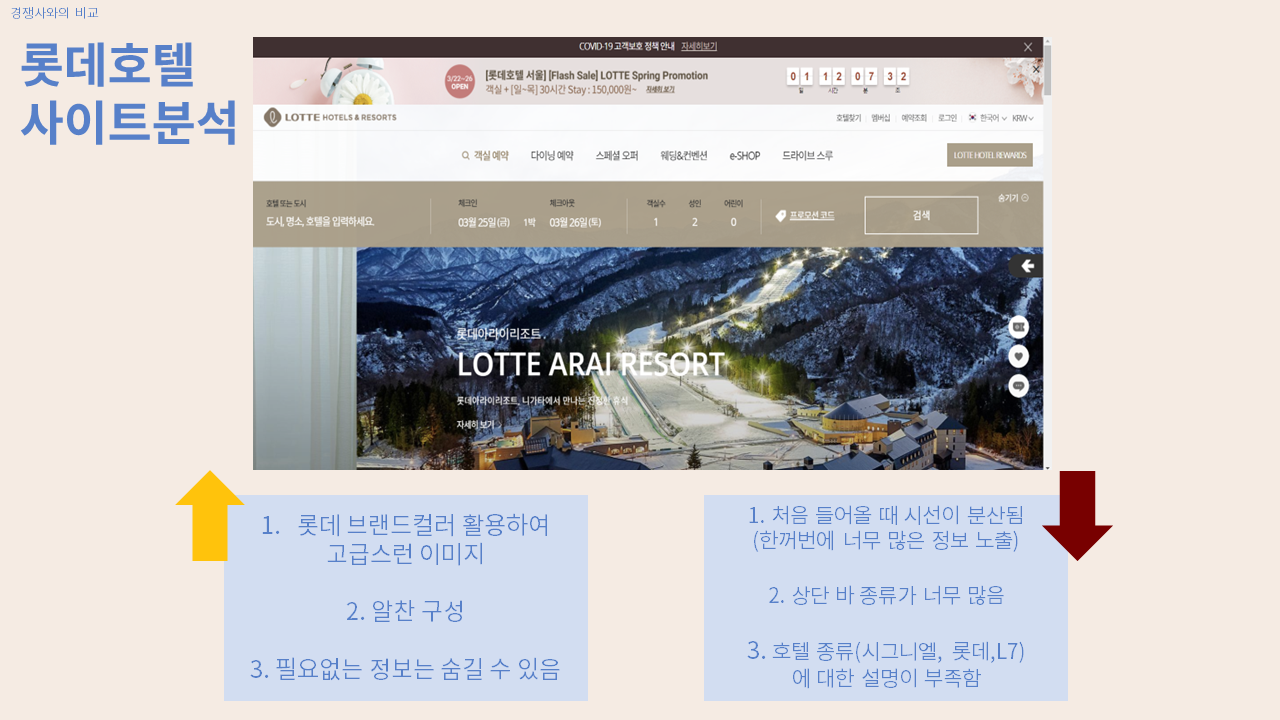 경쟁사와의 비교
롯데호텔
사이트분석
COVID-19 고객보호 정책 안내 자세히보기
3/22~26
OPEN
[롯데호텔 서울] [Flash Sale] LOTTE Spring Promotion
객실 + [일~목] 30시간 Stay : 150,000원~ 자세히 보기
0 1 1 2 0 7 3 2
일 시간 분 초
LOTTE HOTELS & RESORTS
호텔찾기 멤버십 예약조회 로그인 한국어 KRW
객실 예약 다이닝 예약 스페셜 오퍼 웨딩&컨벤션 e-SHOP 드라이브 스루
LOTTE HOTEL REWARDS
호텔 또는 도시 체크인 체크아웃 객실수 성인 어린이
도시, 명소, 호텔을 입력하세요. 03월 25일(금) 1박 03월 26일(토) 1 2 0
프로모션 코드 검색 숨기기
롯데아라이리조트
LOTTE ARAI RESORT
롯데아라이리조트, 니가타에서 만나는 진정한 휴식
자세히 보기
1. 롯데 브랜드컬러 활용하여
고급스런 이미지
2. 알찬 구성
3. 필요없는 정보는 숨길 수 있음
1. 처음 들어올 때 시선이 분산됨
(한꺼번에 너무 많은 정보 노출)
2. 상단 바 종류가 너무 많음
3. 호텔 종류(시그니엘, 롯데,L7)
에 대한 설명이 부족함